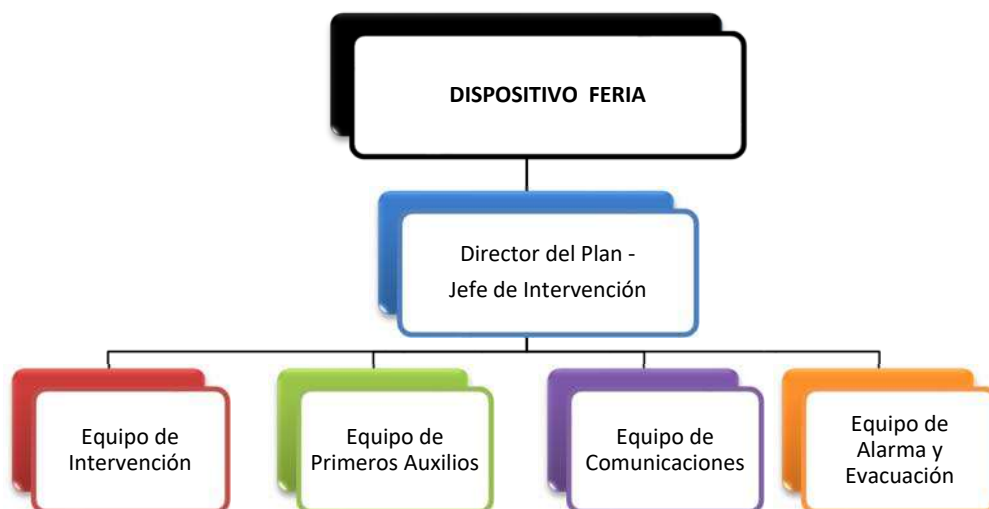 DISPOSITIVO FERIA
Director del Plan -
Jefe de Intervención
Equipo de
Intervención
Equipo de
Primeros Auxilios
Equipo de
Comunicaciones
Equipo de
Alarma y
Evacuación